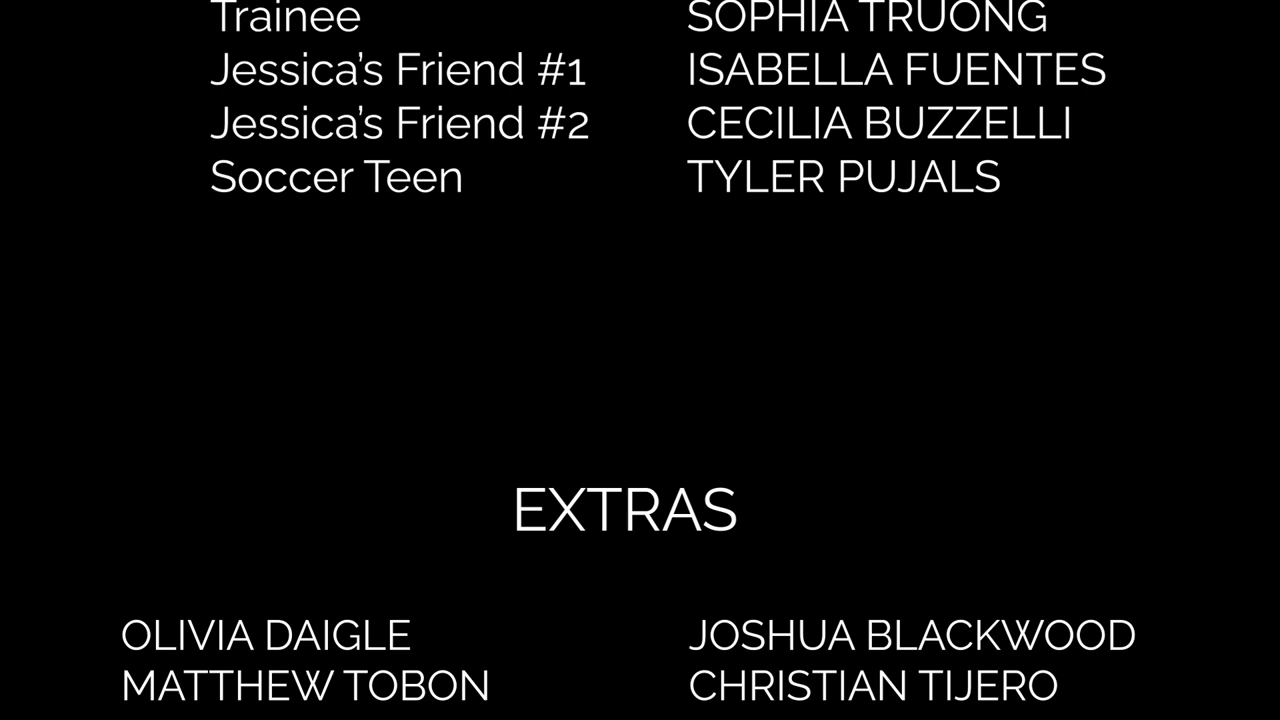 Trainee SOPHIA TRUONG
Jessica's Friend #1 ISABELLA FUENTES
Jessica's Friend #2 CECILIA BUZZELLI
Soccer Teen TYLER PUJALS
EXTRAS
OLIVIA DAIGLE JOSHUA BLACKWOOD
MATTHEW TOBON CHRISTIAN TIJERO